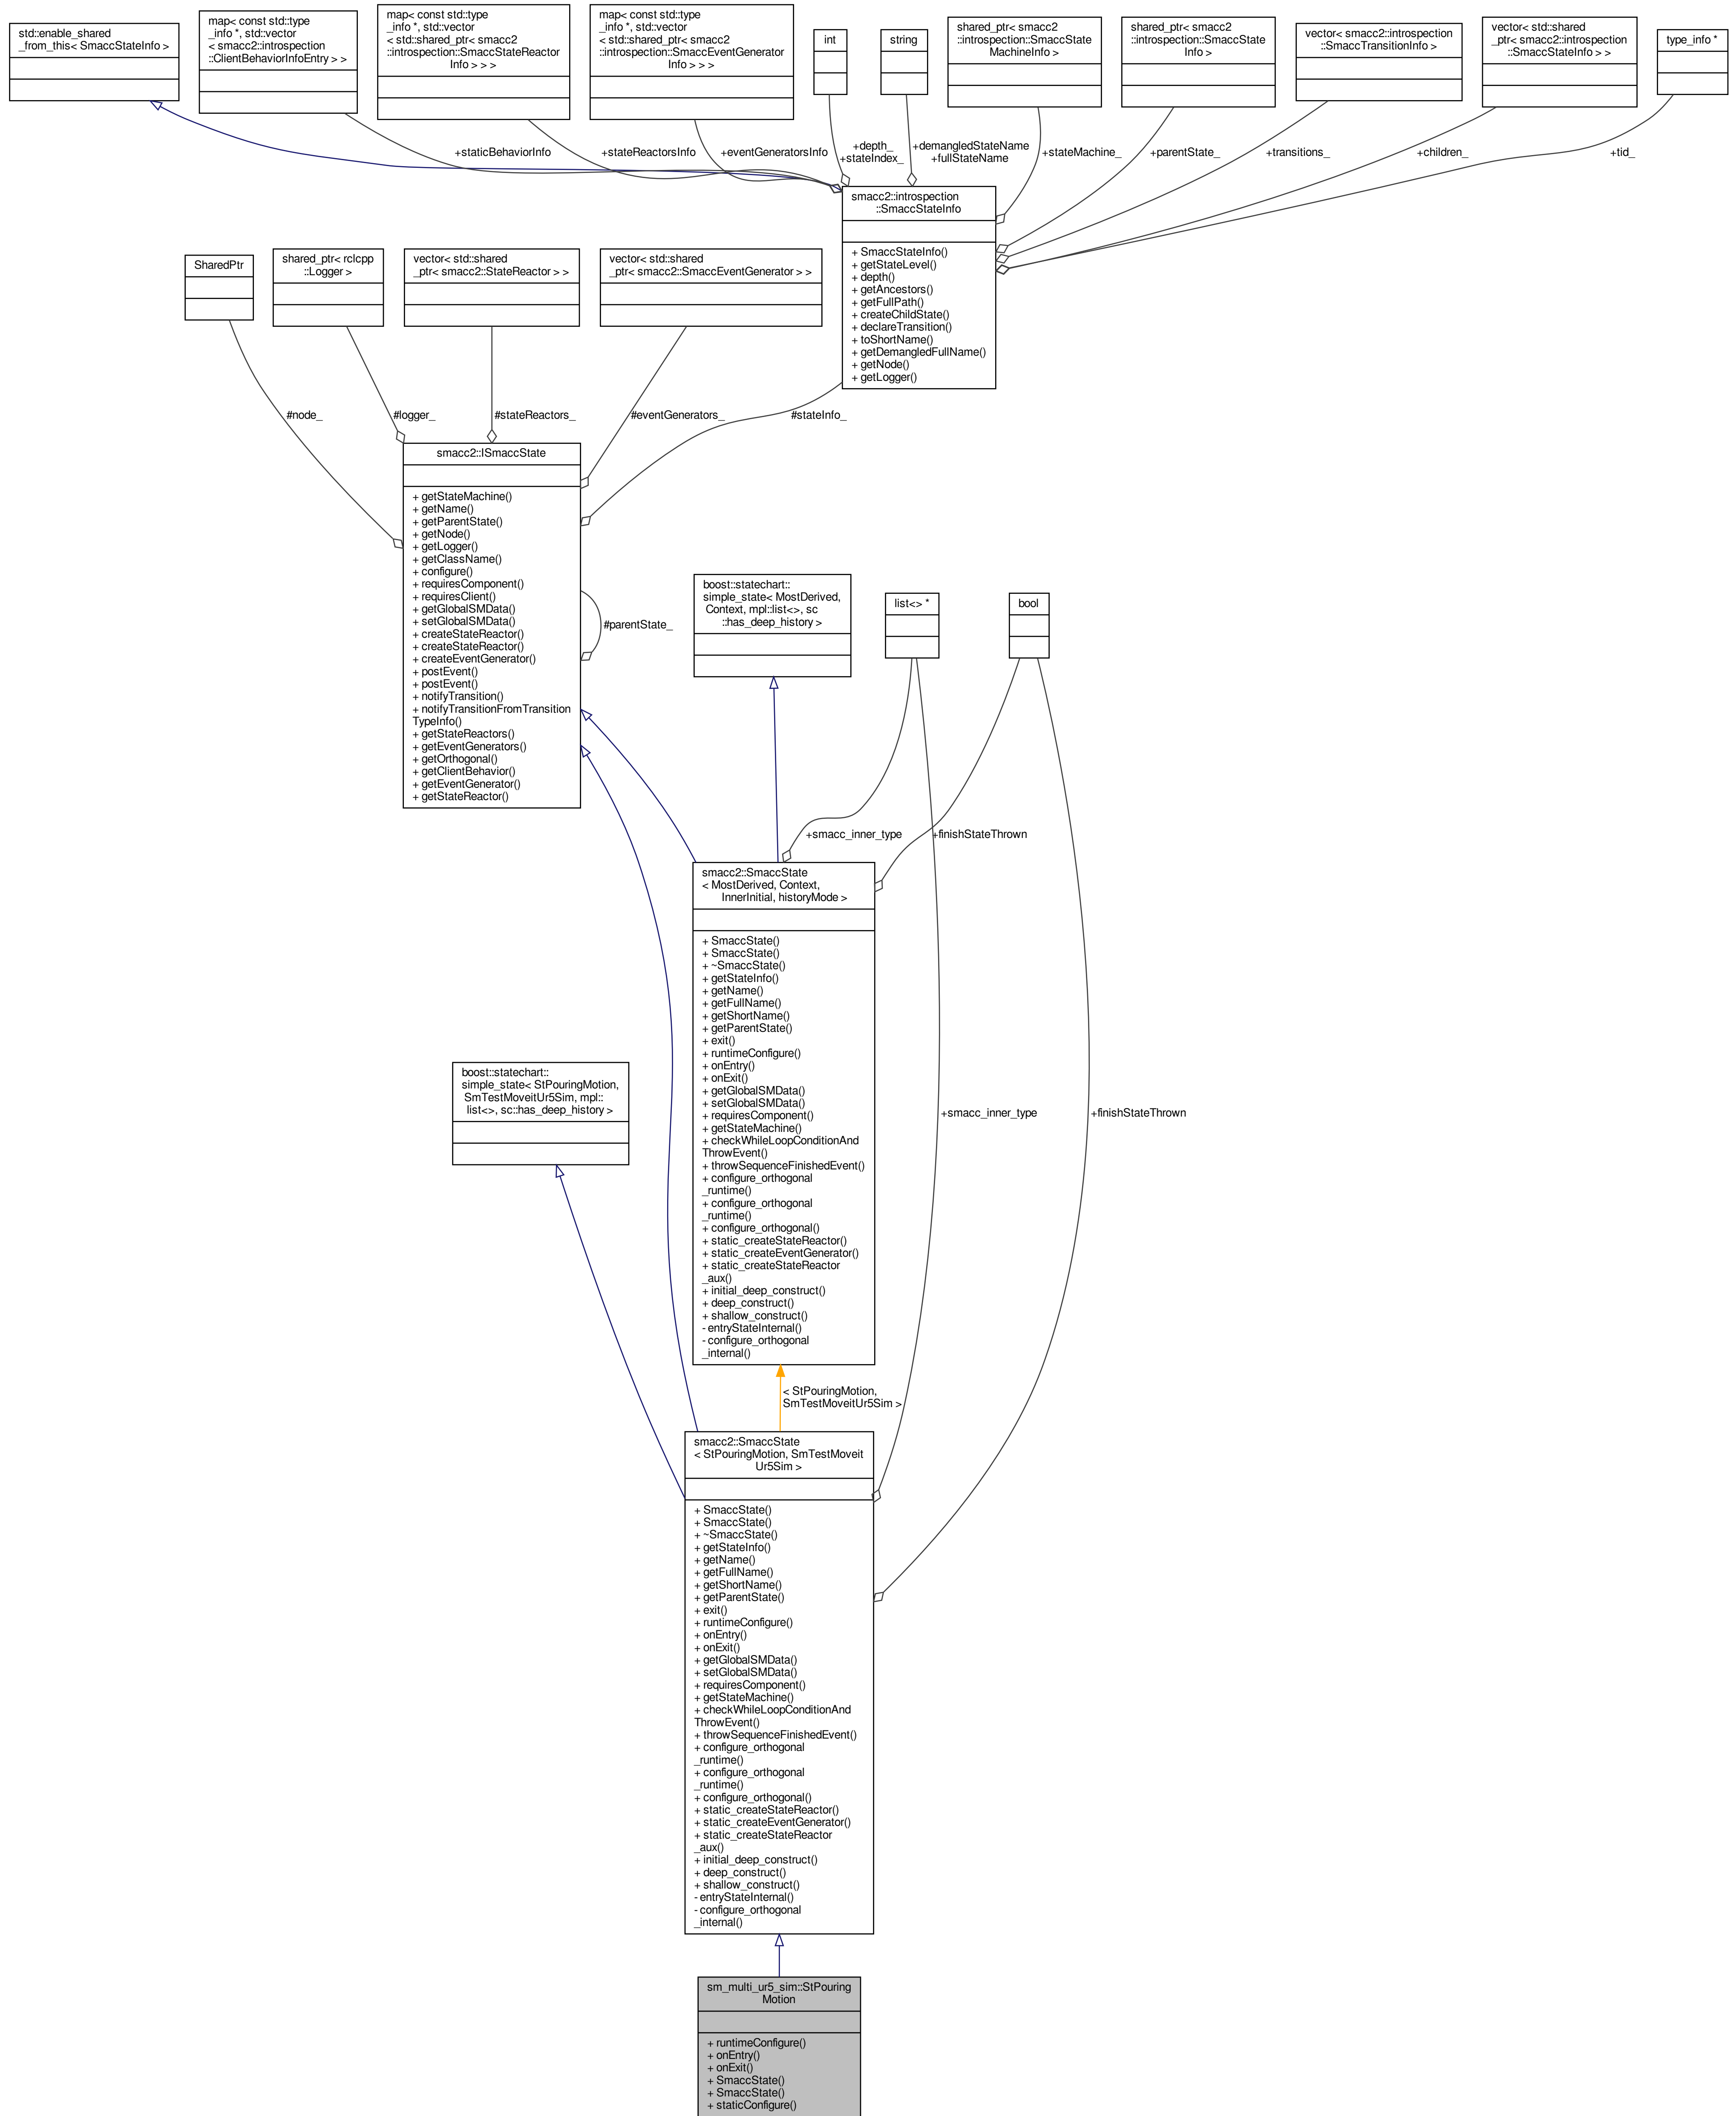 std::enable_shared
_from_this< SmaccStateInfo >
map< const std::type
_info *, std::vector
< smacc2::introspection
::ClientBehaviorInfoEntry > >
map< const std::type
_info *, std::vector
< std::shared_ptr< smacc2
::introspection::SmaccStateReactor
Info > > >
map< const std::type
_info *, std::vector
< std::shared_ptr< smacc2
::introspection::SmaccEventGenerator
Info > > >
int
string
shared_ptr< smacc2
::introspection::SmaccState
MachineInfo >
shared_ptr< smacc2
::introspection::SmaccState
Info >
vector< smacc2::introspection
::SmaccTransitionInfo >
vector< std::shared
_ptr< smacc2::introspection
::SmaccStateInfo > >
type_info *
+staticBehaviorInfo
+stateReactorsInfo
+eventGeneratorsInfo
+depth_
+stateIndex_
+demangledStateName
+fullStateName
+stateMachine_
+parentState_
+transitions_
+children_
+tid_
smacc2::introspection
::SmaccStateInfo
+ SmaccStateInfo()
+ getStateLevel()
+ depth()
+ getAncestors()
+ getFullPath()
+ createChildState()
+ declareTransition()
+ toShortName()
+ getDemangledFullName()
+ getNode()
+ getLogger()
SharedPtr
shared_ptr< rclcpp
::Logger >
vector< std::shared
_ptr< smacc2::StateReactor > >
vector< std::shared
_ptr< smacc2::SmaccEventGenerator > >
#node_
#logger_
#stateReactors_
#eventGenerators_
#stateInfo_
smacc2::ISmaccState
+ getStateMachine()
+ getName()
+ getParentState()
+ getNode()
+ getLogger()
+ getClassName()
+ configure()
+ requiresComponent()
+ requiresClient()
+ getGlobalSMData()
+ setGlobalSMData()
+ createStateReactor()
+ createStateReactor()
+ createEventGenerator()
+ postEvent()
+ postEvent()
+ notifyTransition()
+ notifyTransitionFromTransition
TypeInfo()
+ getStateReactors()
+ getEventGenerators()
+ getOrthogonal()
+ getClientBehavior()
+ getEventGenerator()
+ getStateReactor()
#parentState_
boost::statechart::
simple_state< MostDerived,
Context, mpl::list<>, sc
::has_deep_history >
list<> *
bool
+smacc_inner_type
+finishStateThrown
smacc2::SmaccState
< MostDerived, Context,
InnerInitial, historyMode >
+ SmaccState()
+ SmaccState()
+ ~SmaccState()
+ getStateInfo()
+ getName()
+ getFullName()
+ getShortName()
+ getParentState()
+ exit()
+ runtimeConfigure()
+ onEntry()
+ onExit()
+ getGlobalSMData()
+ setGlobalSMData()
+ requiresComponent()
+ getStateMachine()
+ checkWhileLoopConditionAnd
ThrowEvent()
+ throwSequenceFinishedEvent()
+ configure_orthogonal
_runtime()
+ configure_orthogonal
_runtime()
+ configure_orthogonal()
+ static_createStateReactor()
+ static_createEventGenerator()
+ static_createStateReactor
_aux()
+ initial_deep_construct()
+ deep_construct()
+ shallow_construct()
- entryStateInternal()
- configure_orthogonal
_internal()
boost::statechart::
simple_state< StPouringMotion,
SmTestMoveitUr5Sim, mpl::
list<>, sc::has_deep_history >
+smacc_inner_type
+finishStateThrown
< StPouringMotion,
SmTestMoveitUr5Sim >
smacc2::SmaccState
< StPouringMotion, SmTestMoveit
Ur5Sim >
+ SmaccState()
+ SmaccState()
+ ~SmaccState()
+ getStateInfo()
+ getName()
+ getFullName()
+ getShortName()
+ getParentState()
+ exit()
+ runtimeConfigure()
+ onEntry()
+ onExit()
+ getGlobalSMData()
+ setGlobalSMData()
+ requiresComponent()
+ getStateMachine()
+ checkWhileLoopConditionAnd
ThrowEvent()
+ throwSequenceFinishedEvent()
+ configure_orthogonal
_runtime()
+ configure_orthogonal
_runtime()
+ configure_orthogonal()
+ static_createStateReactor()
+ static_createEventGenerator()
+ static_createStateReactor
_aux()
+ initial_deep_construct()
+ deep_construct()
+ shallow_construct()
- entryStateInternal()
- configure_orthogonal
_internal()
sm_multi_ur5_sim::StPouring
Motion
+ runtimeConfigure()
+ onEntry()
+ onExit()
+ SmaccState()
+ SmaccState()
+ staticConfigure()